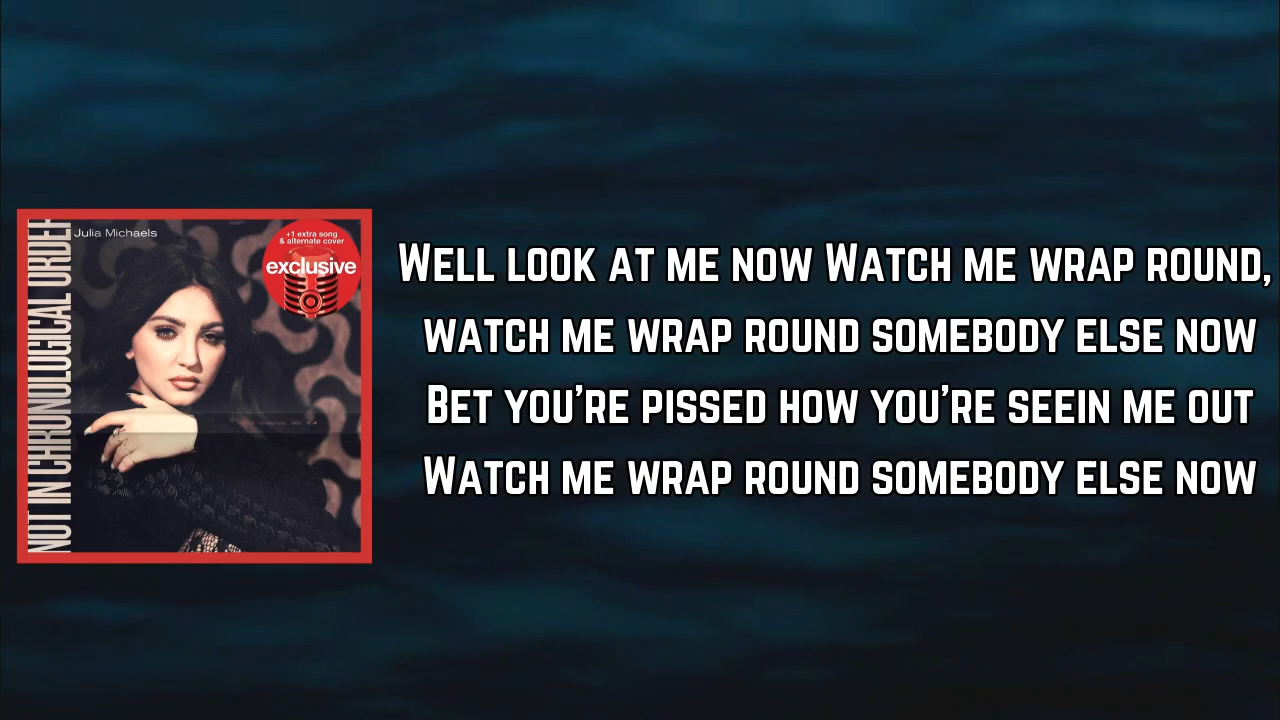 NOT IN CHRONOLOGICAL ORDER
Julia Michaels
+1 extra song
& alternate cover
exclusive
WELL LOOK AT ME NOW WATCH ME WRAP ROUND,
WATCH ME WRAP ROUND SOMEBODY ELSE NOW
BET YOU'RE PISSED HOW YOU'RE SEEIN ME OUT
WATCH ME WRAP ROUND SOMEBODY ELSE NOW